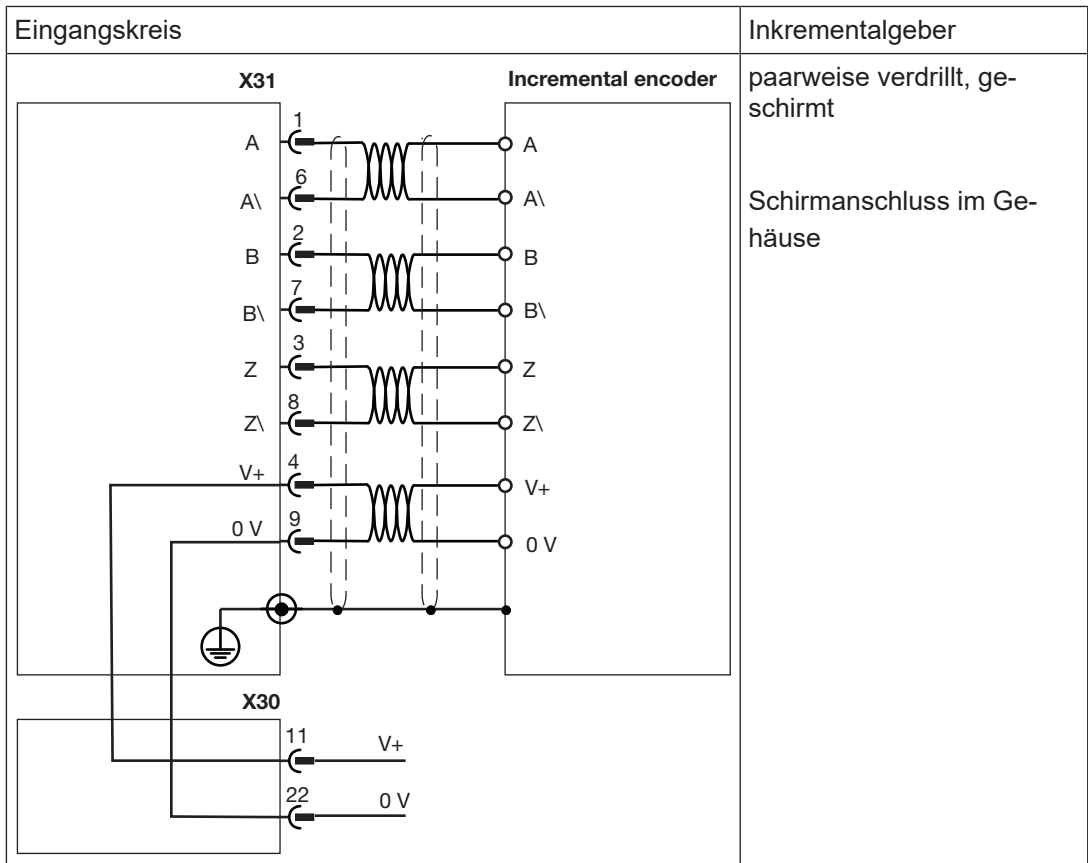 Eingangskreis
Inkrementalgeber
X31
Incremental encoder
paarweise verdrillt, ge-
schirmt
Schirmanschluss im Ge-
häuse
A 1 A
A\ 6 A\
B 2 B
B\ 7 B\
Z 3 Z
Z\ 8 Z\
V+ 4 V+
0 V 9 0 V
X30
11 V+
22 0 V